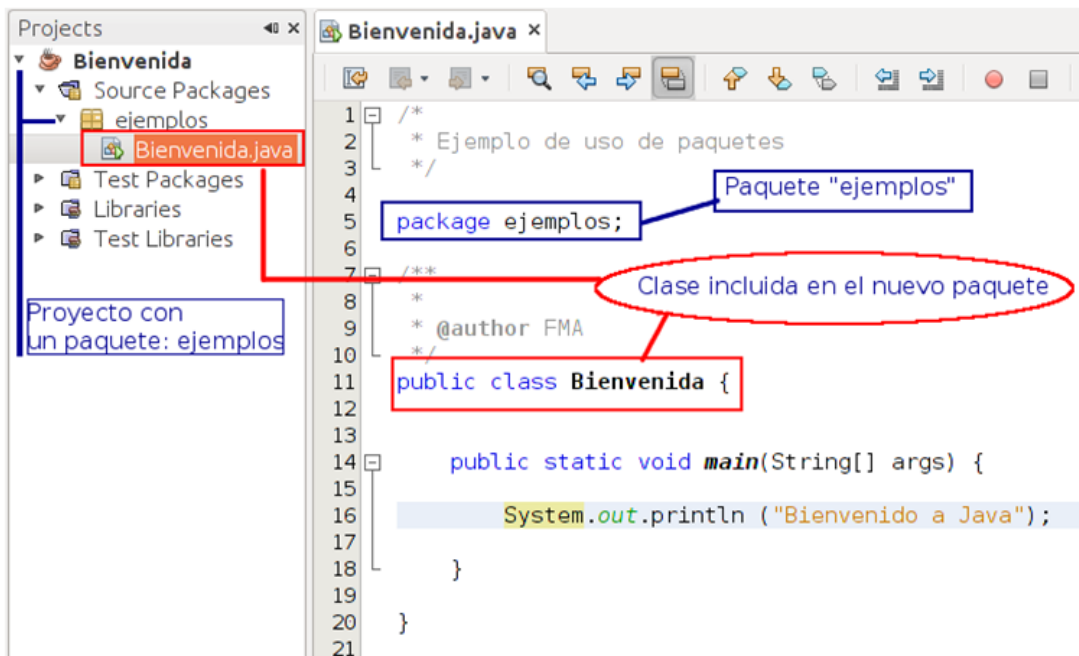 Projects
Bienvenida
Source Packages
ejemplos
Bienvenida.java
Test Packages
Libraries
Test Libraries
Proyecto con
un paquete: ejemplos
Bienvenida.java
1 /*
2 * Ejemplo de uso de paquetes
3 */
4
Paquete "ejemplos"
5 package ejemplos;
6
7 /**
Clase incluida en el nuevo paquete
8 *
9 * @author FMA
10 */
11 public class Bienvenida {
12
13
14 public static void main(String[] args) {
15
16 System.out.println ("Bienvenido a Java");
17
18 }
19
20 }
21